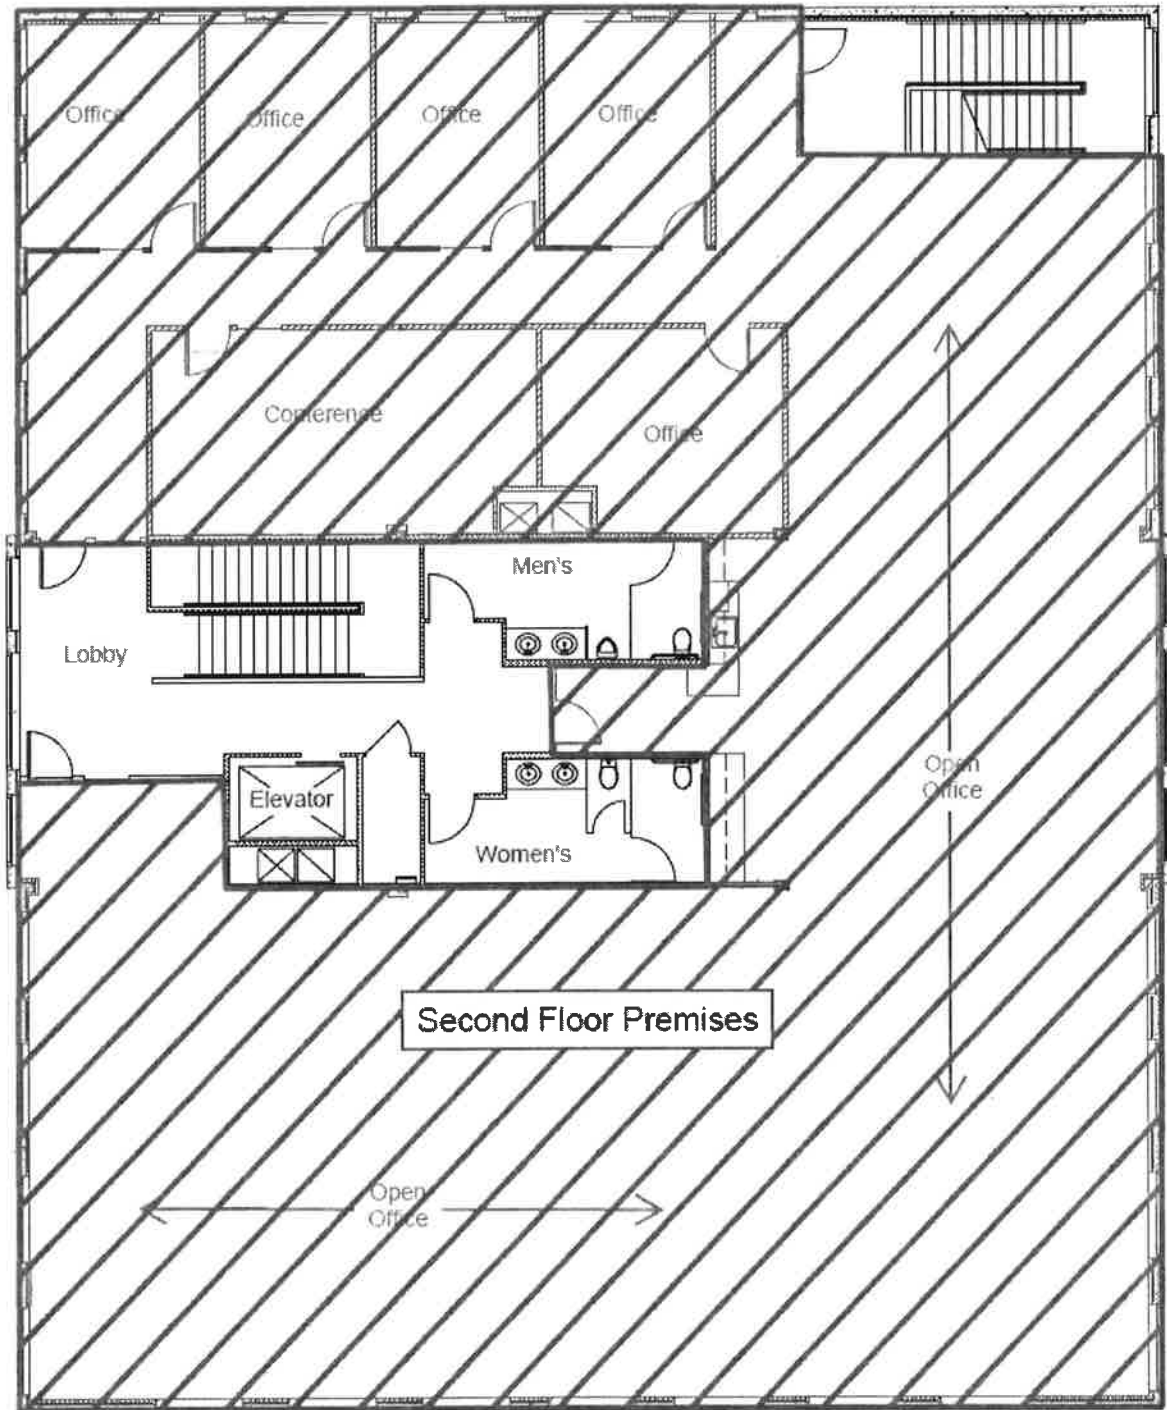 Office
Office
Office
Office
Conference
Office
Men's
Lobby
Open
Office
Elevator
Women's
Second Floor Premises
Open
Office